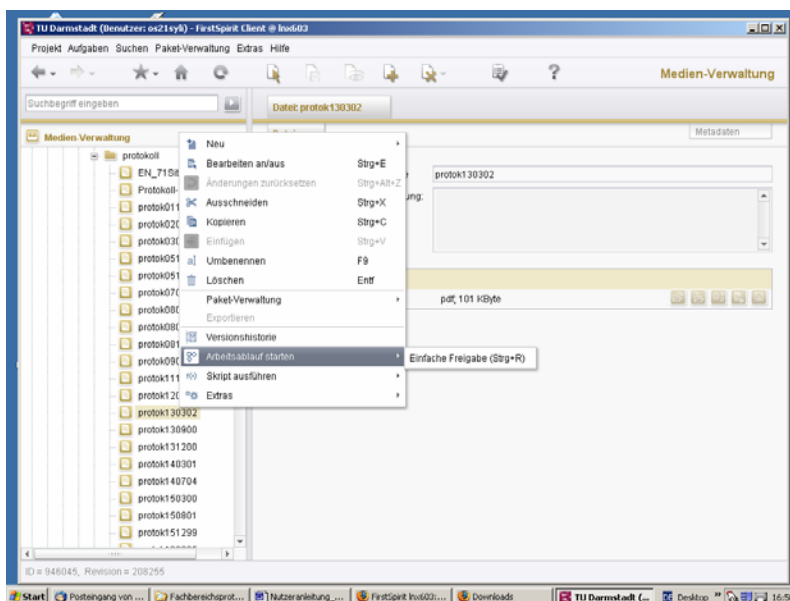 TU Darmstadt (Benutzer: os21syli) - FirstSpirit Client @ lnx603
Projekt Aufgaben Suchen Paket-Verwaltung Extras Hilfe
Medien-Verwaltung
Suchbegriff eingeben
Datei: protok130302
Medien-Verwaltung
Metadaten
protokoll
EN_71Sit
Protokoll-
protok011
protok020
protok030
protok051
protok051
protok070
protok080
protok080
protok081
protok090
protok111
protok120
protok130302
protok130900
protok131200
protok140301
protok140704
protok150300
protok150801
protok151299
Neu
Bearbeiten an/aus Strg+E
Änderungen zurücksetzen Strg+Alt+Z
Ausschneiden Strg+X
Kopieren Strg+C
Einfügen Strg+V
Umbenennen F9
Löschen Entf
Paket-Verwaltung
Exportieren
Versionshistorie
Arbeitsablauf starten
Skript ausführen
Extras
Einfache Freigabe (Strg+R)
protok130302
ung:
pdf, 101 KByte
ID = 946045, Revision = 208255
Start Posteingang von ... Fachbereichsprot... Nutzeranleitung_... FirstSpirit lnx603:... Downloads TU Darmstadt (... Desktop